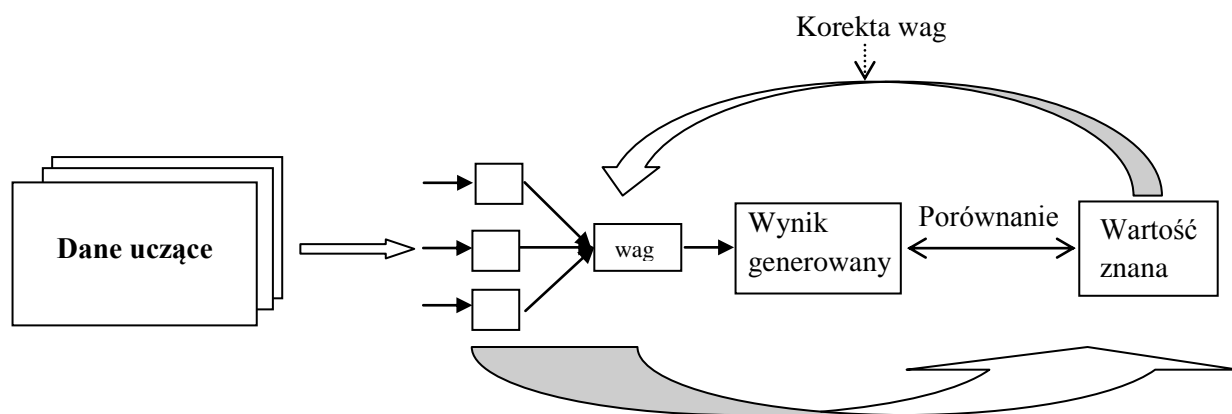 Korekta wag
Dane uczące
wag
Wynik
generowany
Porównanie
Wartość
znana